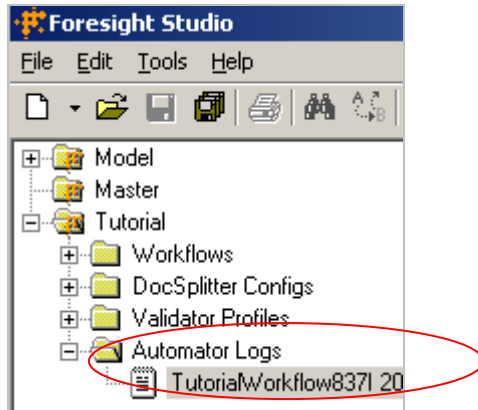 Foresight Studio
File Edit Tools Help
A B
Model
Master
Tutorial
Workflows
DocSplitter Configs
Validator Profiles
Automator Logs
TutorialWorkflow837I 20